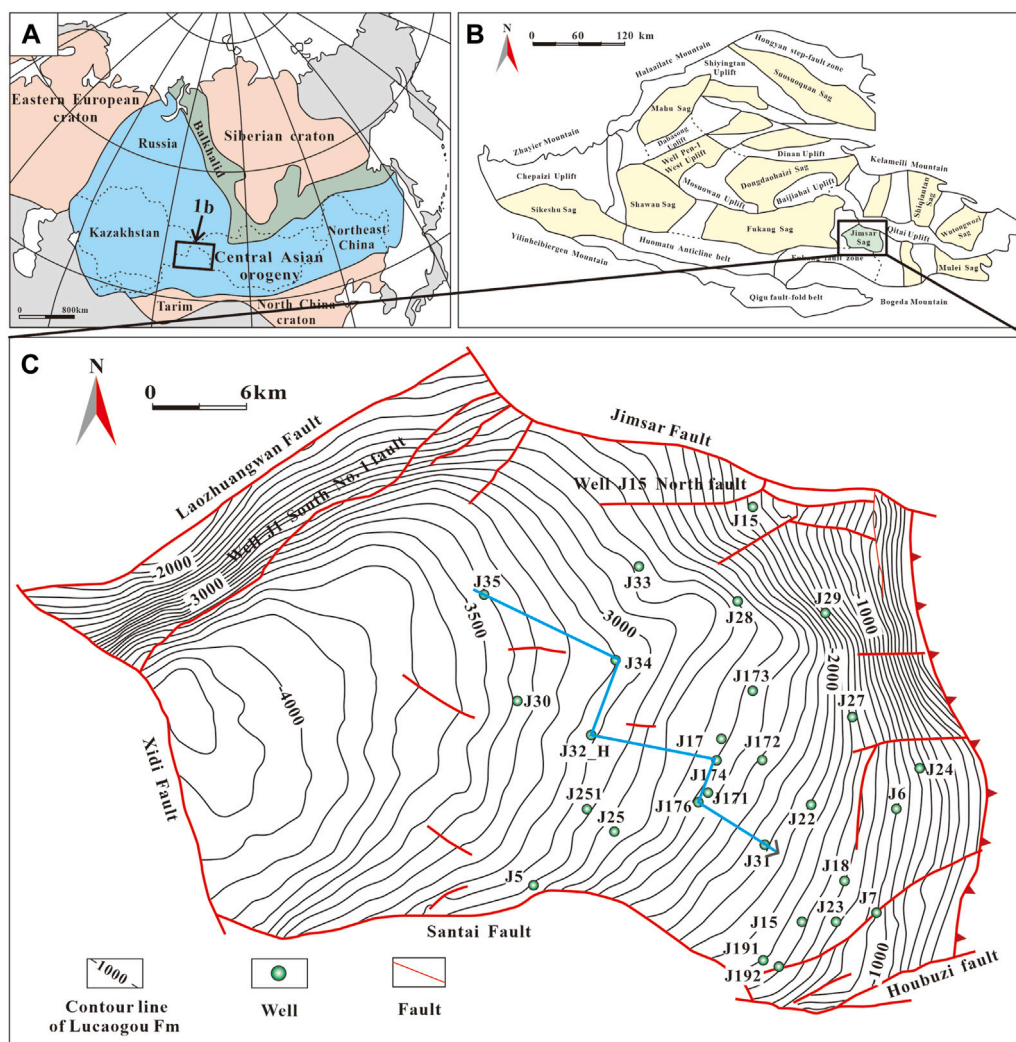 A
Eastern European
craton
Russia
Balkhalid
Siberian craton
1b
Kazakhstan
Northeast
China
Central Asian
orogeny
Tarim
North China
craton
0 800km
B
N
0 120 km
Halaailate Mountain
Hongyan step-fault zone
Shiyingtan
Uplift
Suosuoquan Sag
Mahu Sag
Zhayier Mountain
Dabasong
Uplift
Well Pen-1
West Uplift
Dinan Uplift
Kelameili Mountain
Chepaizi Uplift
Mosuowan Uplift
Dongdaohaizi Sag
Baijiahai Uplift
Shiqiantan
Sag
Sikeshu Sag
Shawan Sag
Fukang Sag
Jimsar
Sag
Qitai Uplift
Wutongwozi
Sag
Yilinheibiergen Mountain
Huomatu Anticline belt
Fukang fault zone
Mulei Sag
Qigu fault-fold belt
Bogeda Mountain
C
N
0 6km
Laozhuangwan Fault
Jimsar Fault
Well J1 South No. 1 fault
Well J15 North fault
J15
-2000
-3000
J35
J33
J28
J29
1000
3500
-3000
J34
J173
-2000
J27
-4000
J30
J32_H
J17
J172
J174
J24
Xidi Fault
J251
J25
J176
J171
J22
J6
J31
J5
J18
J7
Santai Fault
J15
J23
J191
J192
-1000
Houbuzi fault
-1000
Contour line
of Lucaogou Fm
Well
Fault